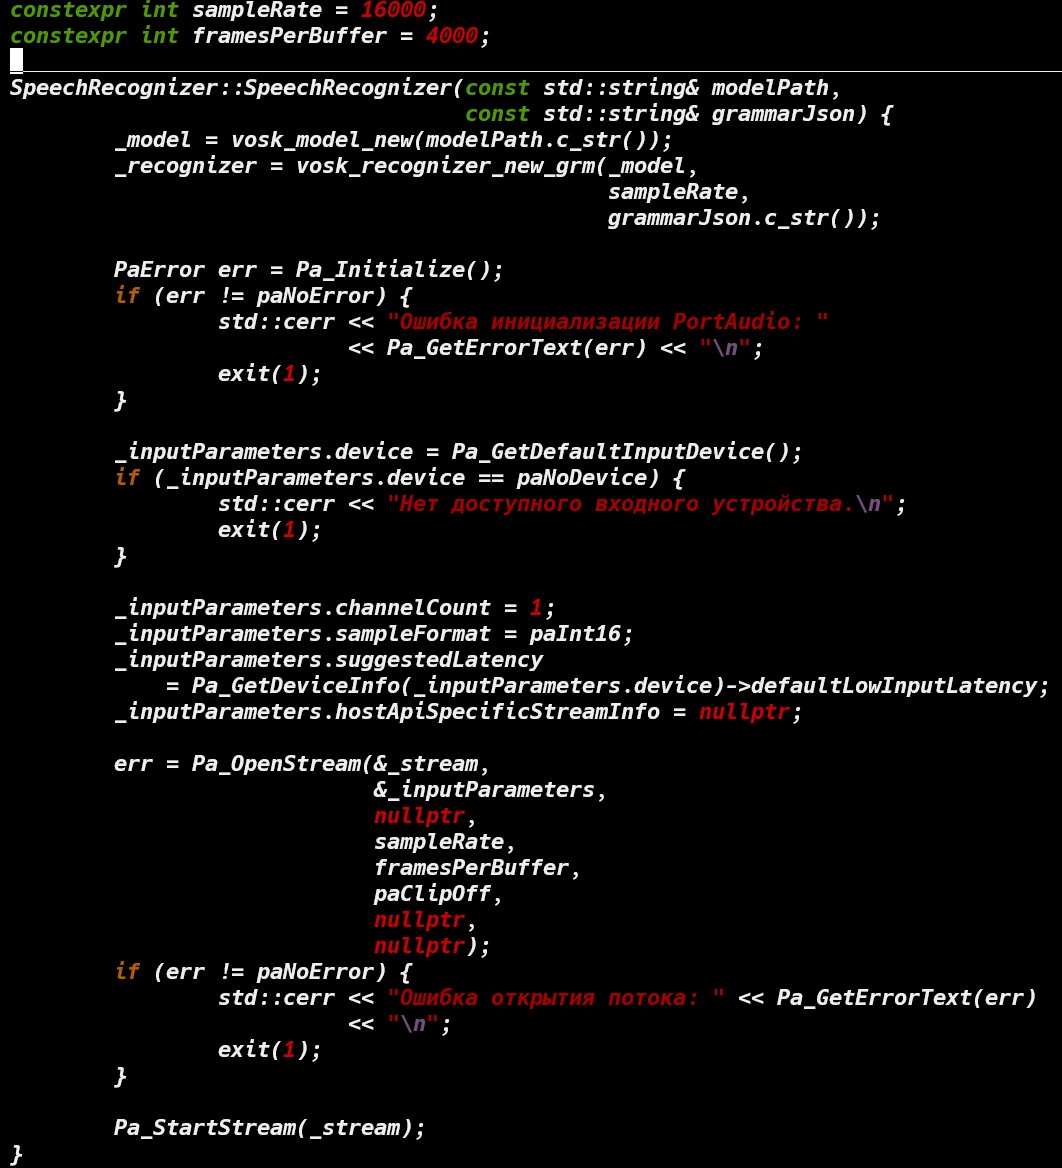 constexpr int sampleRate = 16000;
constexpr int framesPerBuffer = 4000;
SpeechRecognizer::SpeechRecognizer(const std::string& modelPath,
const std::string& grammarJson) {
_model = vosk_model_new(modelPath.c_str());
_recognizer = vosk_recognizer_new_grm(_model,
sampleRate,
grammarJson.c_str());
PaError err = Pa_Initialize();
if (err != paNoError) {
std::cerr << "Ошибка инициализации PortAudio: "
<< Pa_GetErrorText(err) << "\n";
exit(1);
}
_inputParameters.device = Pa_GetDefaultInputDevice();
if (_inputParameters.device == paNoDevice) {
std::cerr << "Нет доступного входного устройства.\n";
exit(1);
}
_inputParameters.channelCount = 1;
_inputParameters.sampleFormat = paInt16;
_inputParameters.suggestedLatency
= Pa_GetDeviceInfo(_inputParameters.device)->defaultLowInputLatency;
_inputParameters.hostApiSpecificStreamInfo = nullptr;
err = Pa_OpenStream(&_stream,
&_inputParameters,
nullptr,
sampleRate,
framesPerBuffer,
paClipOff,
nullptr,
nullptr);
if (err != paNoError) {
std::cerr << "Ошибка открытия потока: " << Pa_GetErrorText(err)
<< "\n";
exit(1);
}
Pa_StartStream(_stream);
}